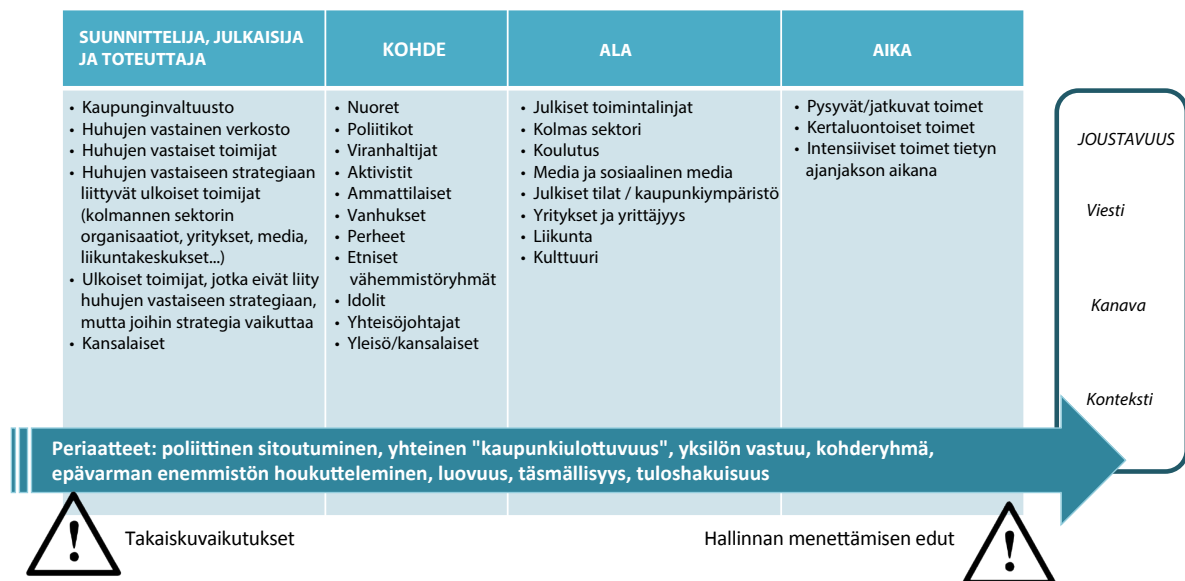 SUUNNITTELIJA, JULKAISIJA
JA TOTEUTTAJA
• Kaupunginvaltuusto
• Huhujen vastainen verkosto
• Huhujen vastaiset toimijat
• Huhujen vastaiseen strategiaan
liittyvät ulkoiset toimijat
(kolmannen sektorin
organisaatiot, yritykset, media,
liikuntakeskukset...)
• Ulkoiset toimijat, jotka eivät liity
huhujen vastaiseen strategiaan,
mutta joihin strategia vaikuttaa
• Kansalaiset
KOHDE
• Nuoret
• Poliitikot
• Viranhaltijat
• Aktivistit
• Ammattilaiset
• Vanhukset
• Perheet
• Etniset
vähemmistöryhmät
• Idolit
• Yhteisöjohtajat
• Yleisö/kansalaiset
ALA
• Julkiset toimintalinjat
• Kolmas sektori
• Koulutus
• Media ja sosiaalinen media
• Julkiset tilat / kaupunkiympäristö
• Yritykset ja yrittäjyys
• Liikunta
• Kulttuuri
AIKA
• Pysyvät/jatkuvat toimet
• Kertaluontoiset toimet
• Intensiiviset toimet tietyn
ajanjakson aikana
JOUSTAVUUS
Viesti
Kanava
Konteksti
Periaatteet: poliittinen sitoutuminen, yhteinen "kaupunkiulottuvuus", yksilön vastuu, kohderyhmä,
epävarman enemmistön houkutteleminen, luovuus, täsmällisyys, tuloshakuisuus
! Takaiskuvaikutukset
Hallinnan menettämisen edut !